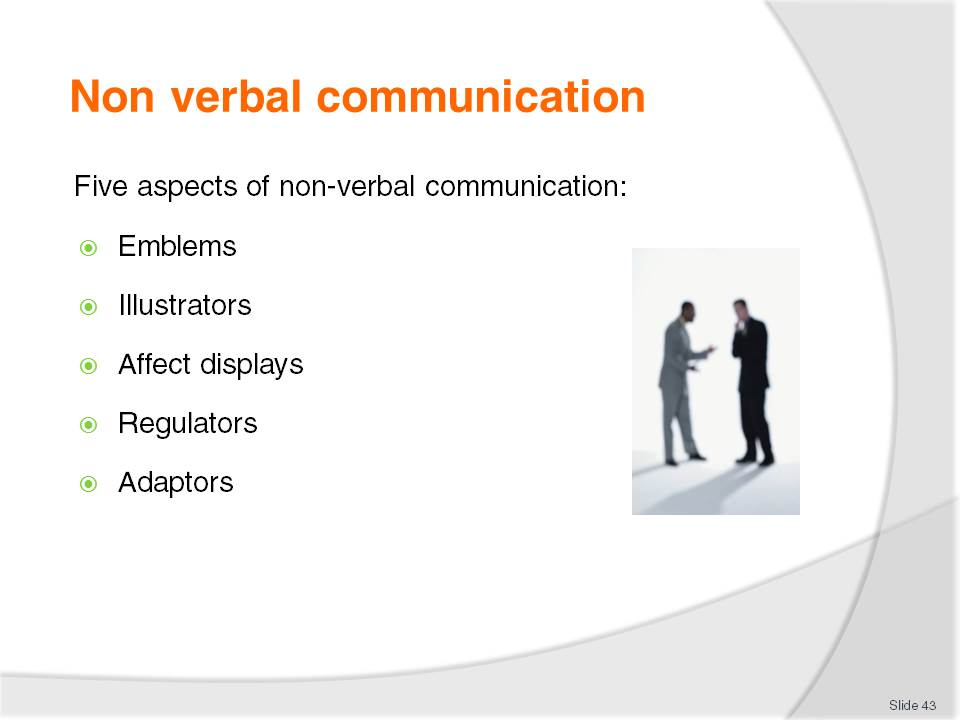 Non verbal communication
Five aspects of non-verbal communication:
Emblems
Illustrators
Affect displays
Regulators
Adaptors
Slide 43